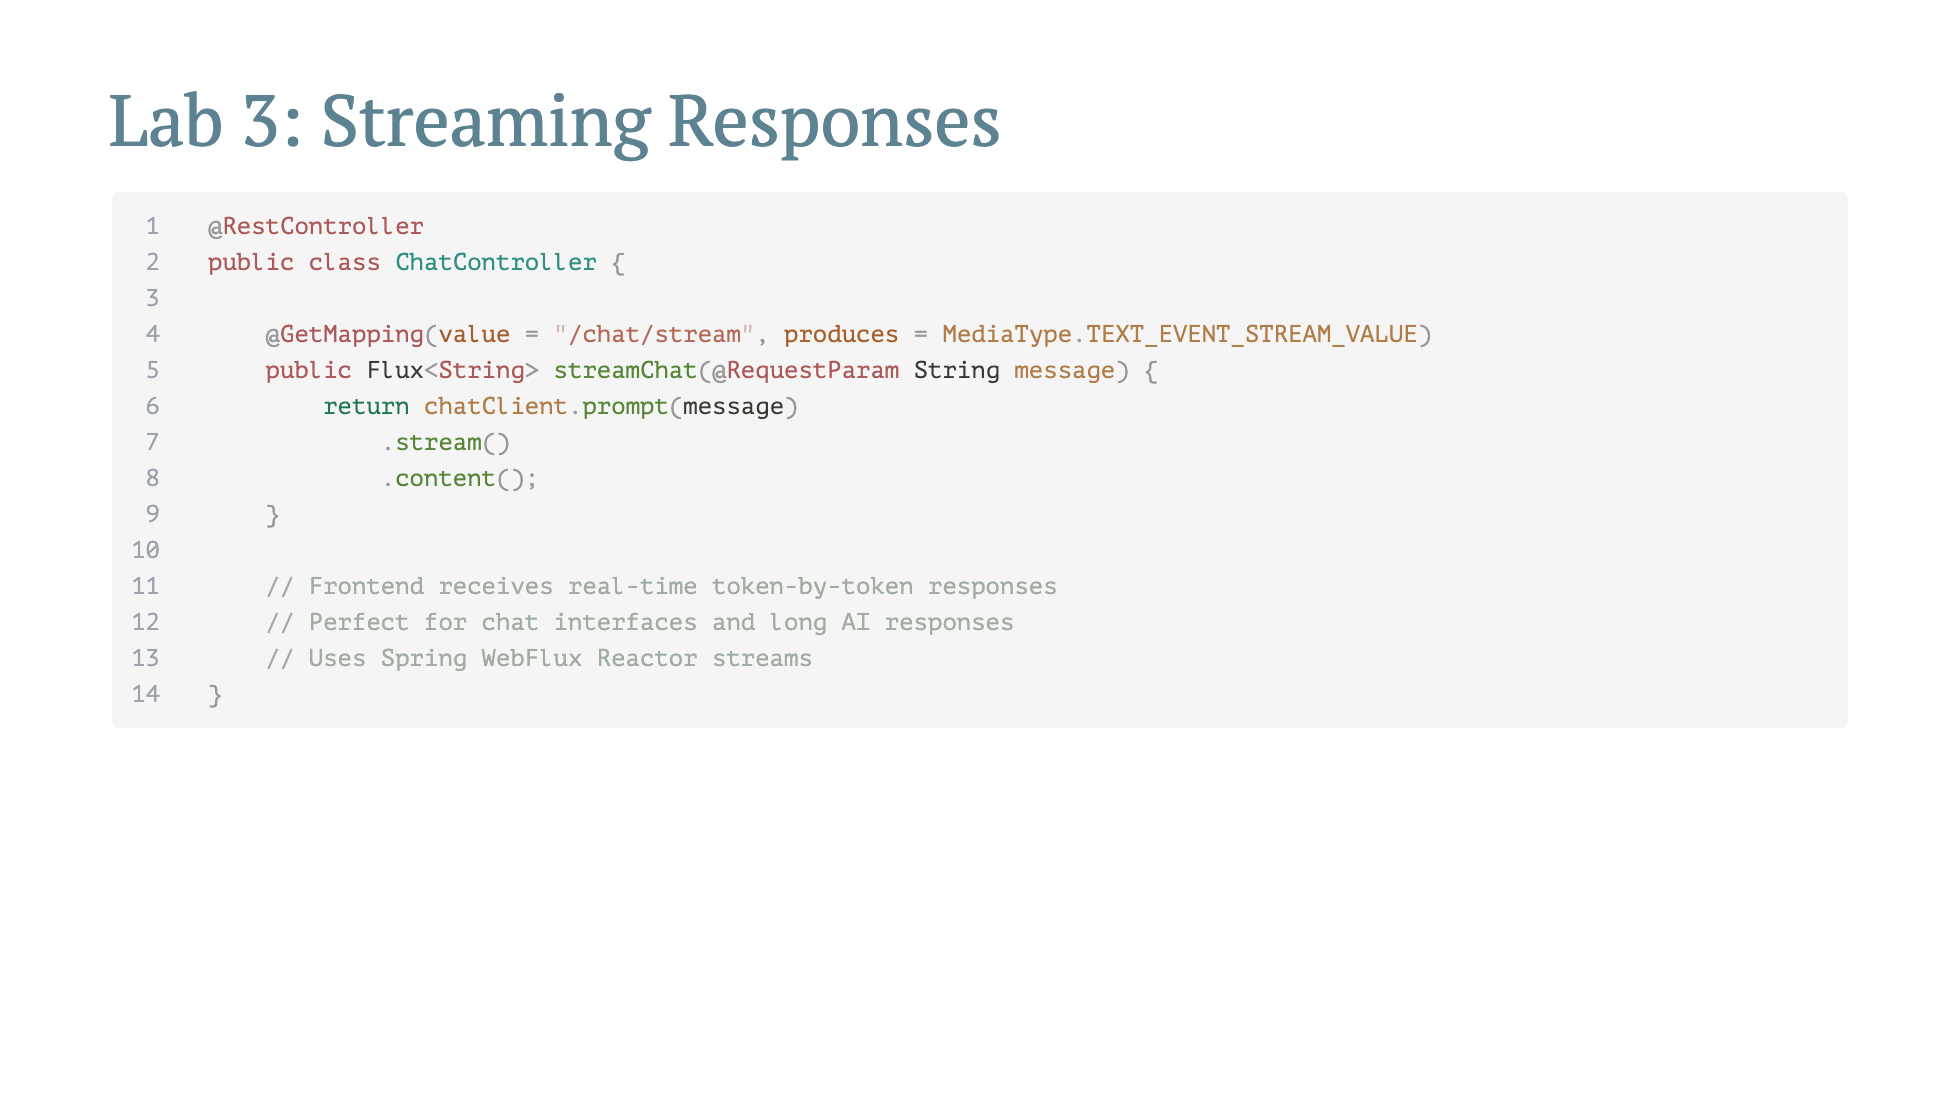 Lab 3: Streaming Responses
1 @RestController
2 public class ChatController {
3
4 @GetMapping(value = "/chat/stream", produces = MediaType.TEXT_EVENT_STREAM_VALUE)
5 public Flux<String> streamChat(@RequestParam String message) {
6 return chatClient.prompt(message)
7 .stream()
8 .content();
9 }
10
11 // Frontend receives real-time token-by-token responses
12 // Perfect for chat interfaces and long AI responses
13 // Uses Spring WebFlux Reactor streams
14 }